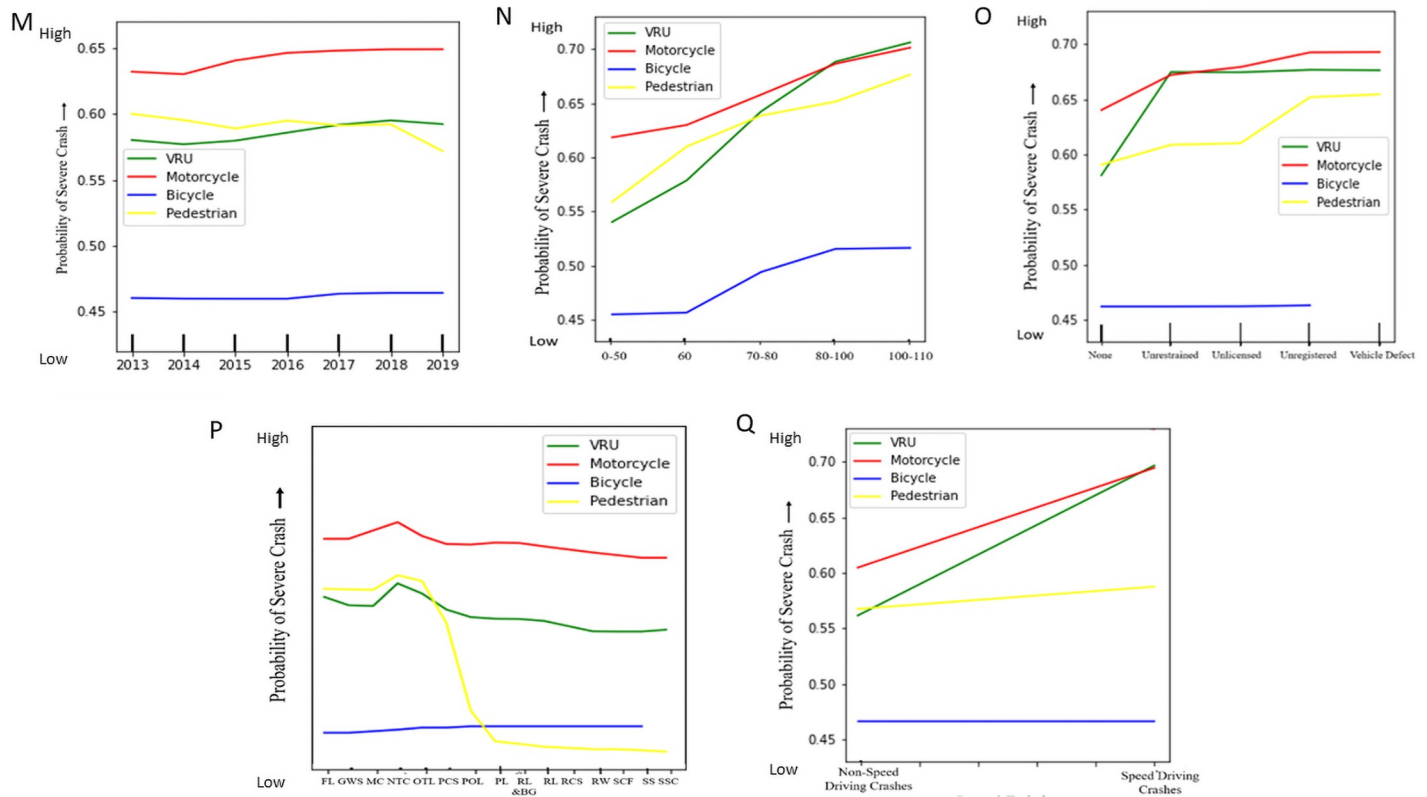 M
High
0.65
0.60
0.55
0.50
0.45
Low
Probability of Severe Crash
VRU
Motorcycle
Bicycle
Pedestrian
2013 2014 2015 2016 2017 2018 2019
N
High
0.70
0.65
0.60
0.55
0.50
0.45
Low
Probability of Severe Crash
VRU
Motorcycle
Bicycle
Pedestrian
0-50 60 70-80 80-100 100-110
O
High
0.70
0.65
0.60
0.55
0.50
0.45
Low
Probability of Severe Crash
VRU
Motorcycle
Bicycle
Pedestrian
None Unrestrained Unlicensed Unregistered Vehicle Defect
P
High
Low
Probability of Severe Crash
VRU
Motorcycle
Bicycle
Pedestrian
FL GWS MC NTC OTL PCS POL PL RL RL RCS RW SCF SS SSC
&BG
Q
High
0.70
0.65
0.60
0.55
0.50
0.45
Low
Probability of Severe Crash
VRU
Motorcycle
Bicycle
Pedestrian
Non-Speed Speed Driving
Driving Crashes Crashes